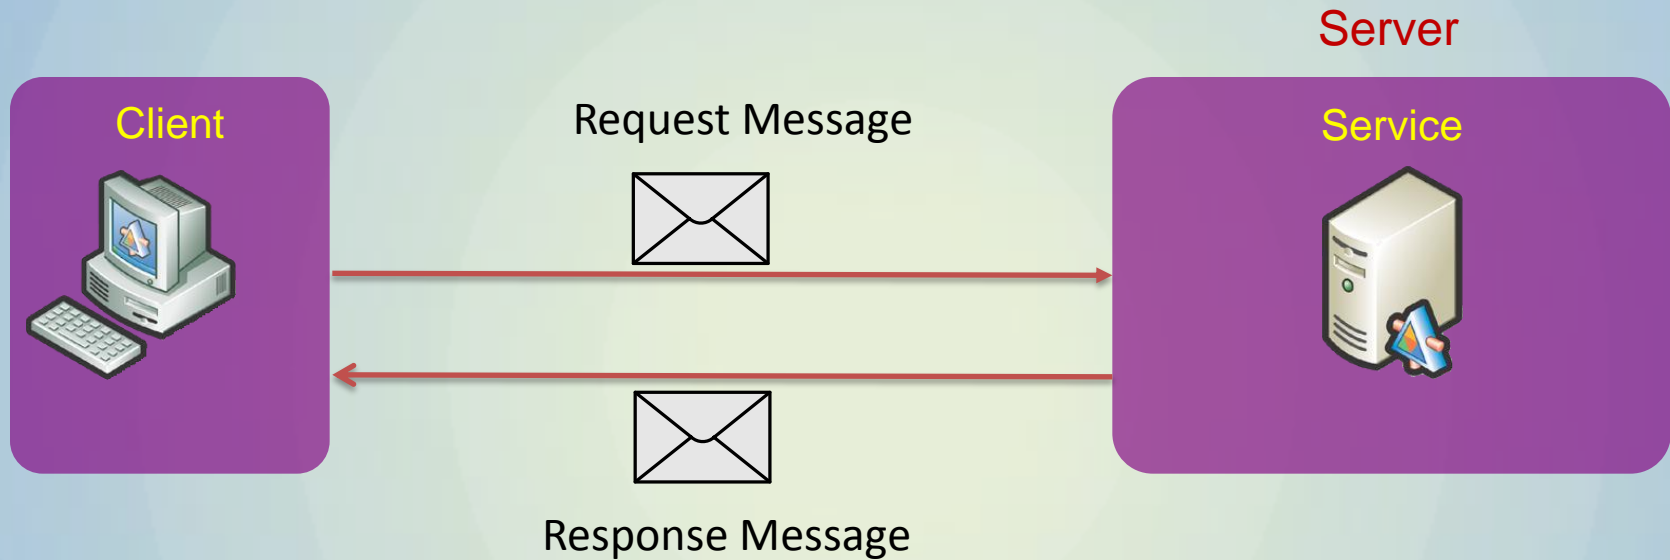 Server
Client
Request Message
Service
Response Message